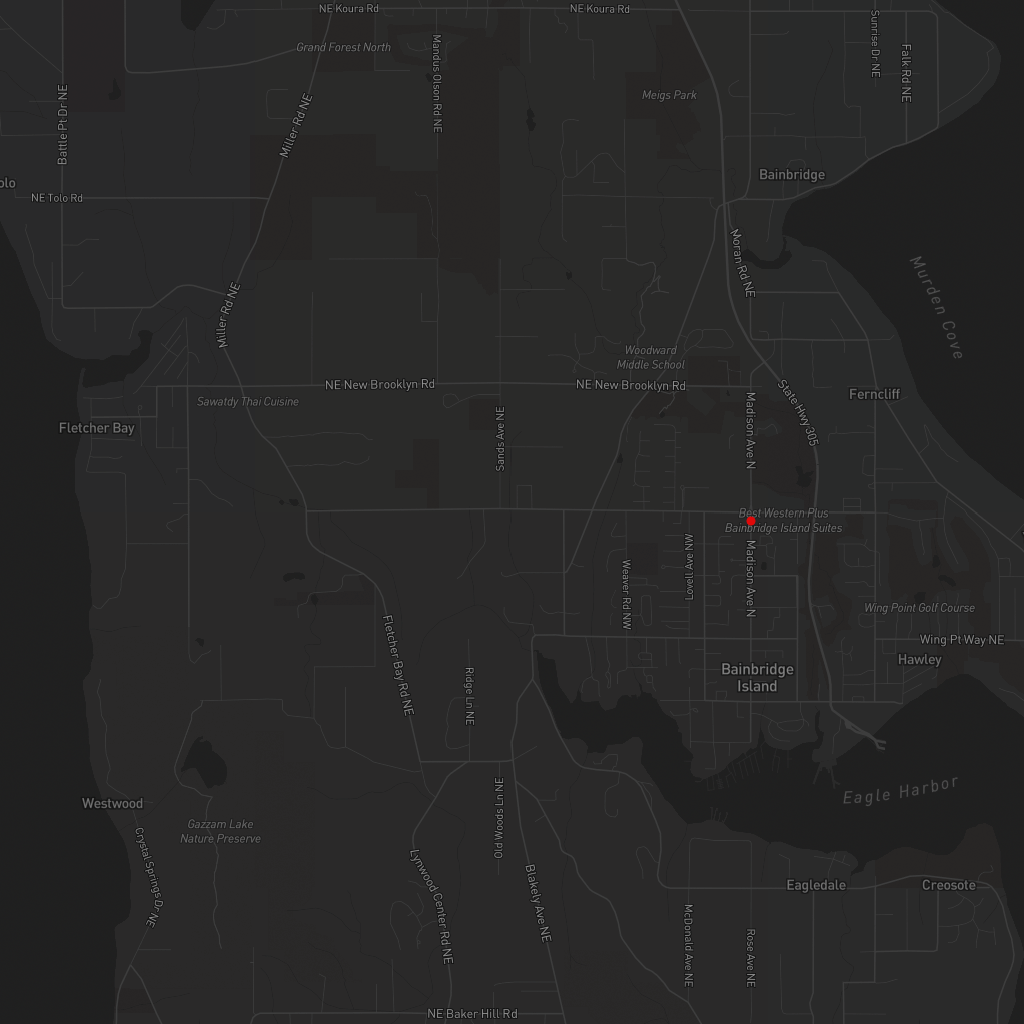 NE Koura Rd
NE Koura Rd
Sunrise Dr NE
Falk Rd NE
Grand Forest North
Mandus Olson Rd NE
Battle Pt Dr NE
Miller Rd NE
Meigs Park
Bainbridge
olo
NE Tolo Rd
Moran Rd NE
Murden Cove
Miller Rd NE
Woodward
Middle School
NE New Brooklyn Rd
NE New Brooklyn Rd
State Hwy 305
Ferncliff
Sawatdy Thai Cuisine
Madison Ave N
Sands Ave NE
Fletcher Bay
Best Western Plus
Bainbridge Island Suites
Madison Ave N
Lovell Ave NW
Weaver Rd NW
Wing Point Golf Course
Wing Pt Way NE
Hawley
Fletcher Bay Rd NE
Ridge Ln NE
Bainbridge
Island
Eagle Harbor
Old Woods Ln NE
Westwood
Gazzam Lake
Nature Preserve
Crystal Springs Dr NE
Lynwood Center Rd NE
Blakely Ave NE
Eagledale
Creosote
McDonald Ave NE
Rose Ave NE
NE Baker Hill Rd